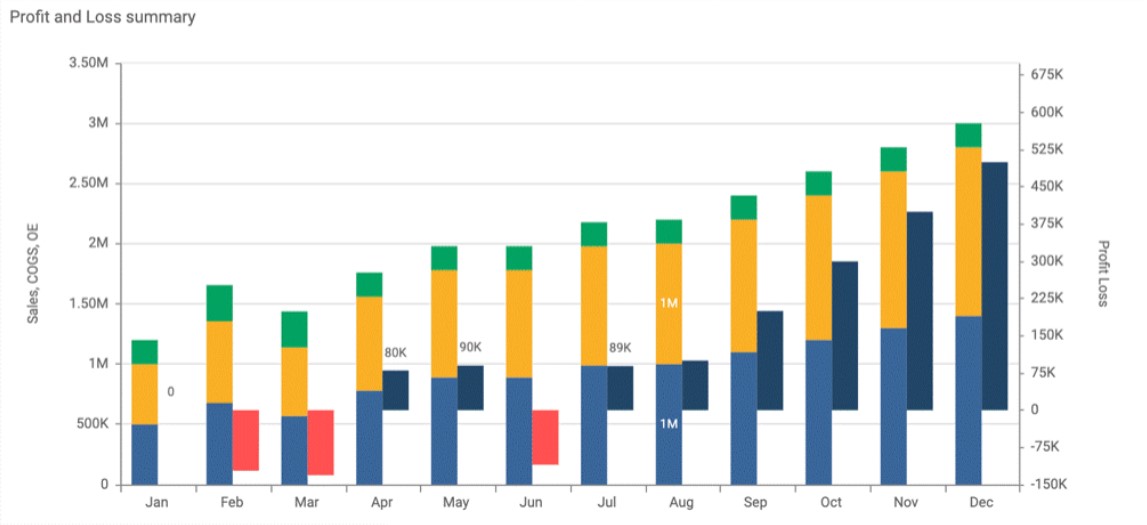 Profit and Loss summary
3.50M
3M
2.50M
2M
1.50M
1M
500K
0
Sales, COGS, OE
675K
600K
525K
450K
375K
300K
225K
150K
75K
0
-75K
-150K
Profit Loss
0
80K
90K
89K
1M
1M
Jan Feb Mar Apr May Jun Jul Aug Sep Oct Nov Dec